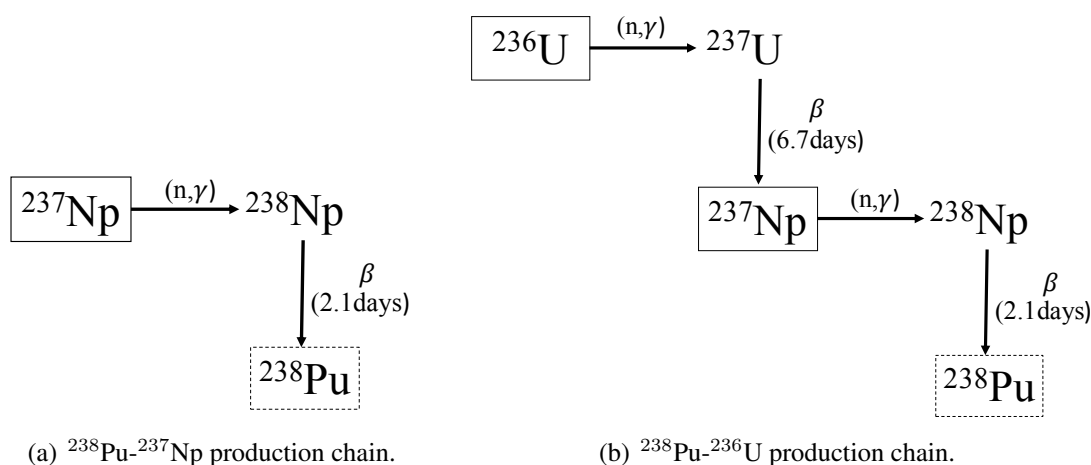 ²³⁶U
(n,γ)
²³⁷U
β
(6.7days)
²³⁷Np
(n,γ)
²³⁸Np
²³⁷Np
(n,γ)
²³⁸Np
β
(2.1days)
β
(2.1days)
²³⁸Pu
²³⁸Pu
(a) ²³⁸Pu-²³⁷Np production chain.
(b) ²³⁸Pu-²³⁶U production chain.